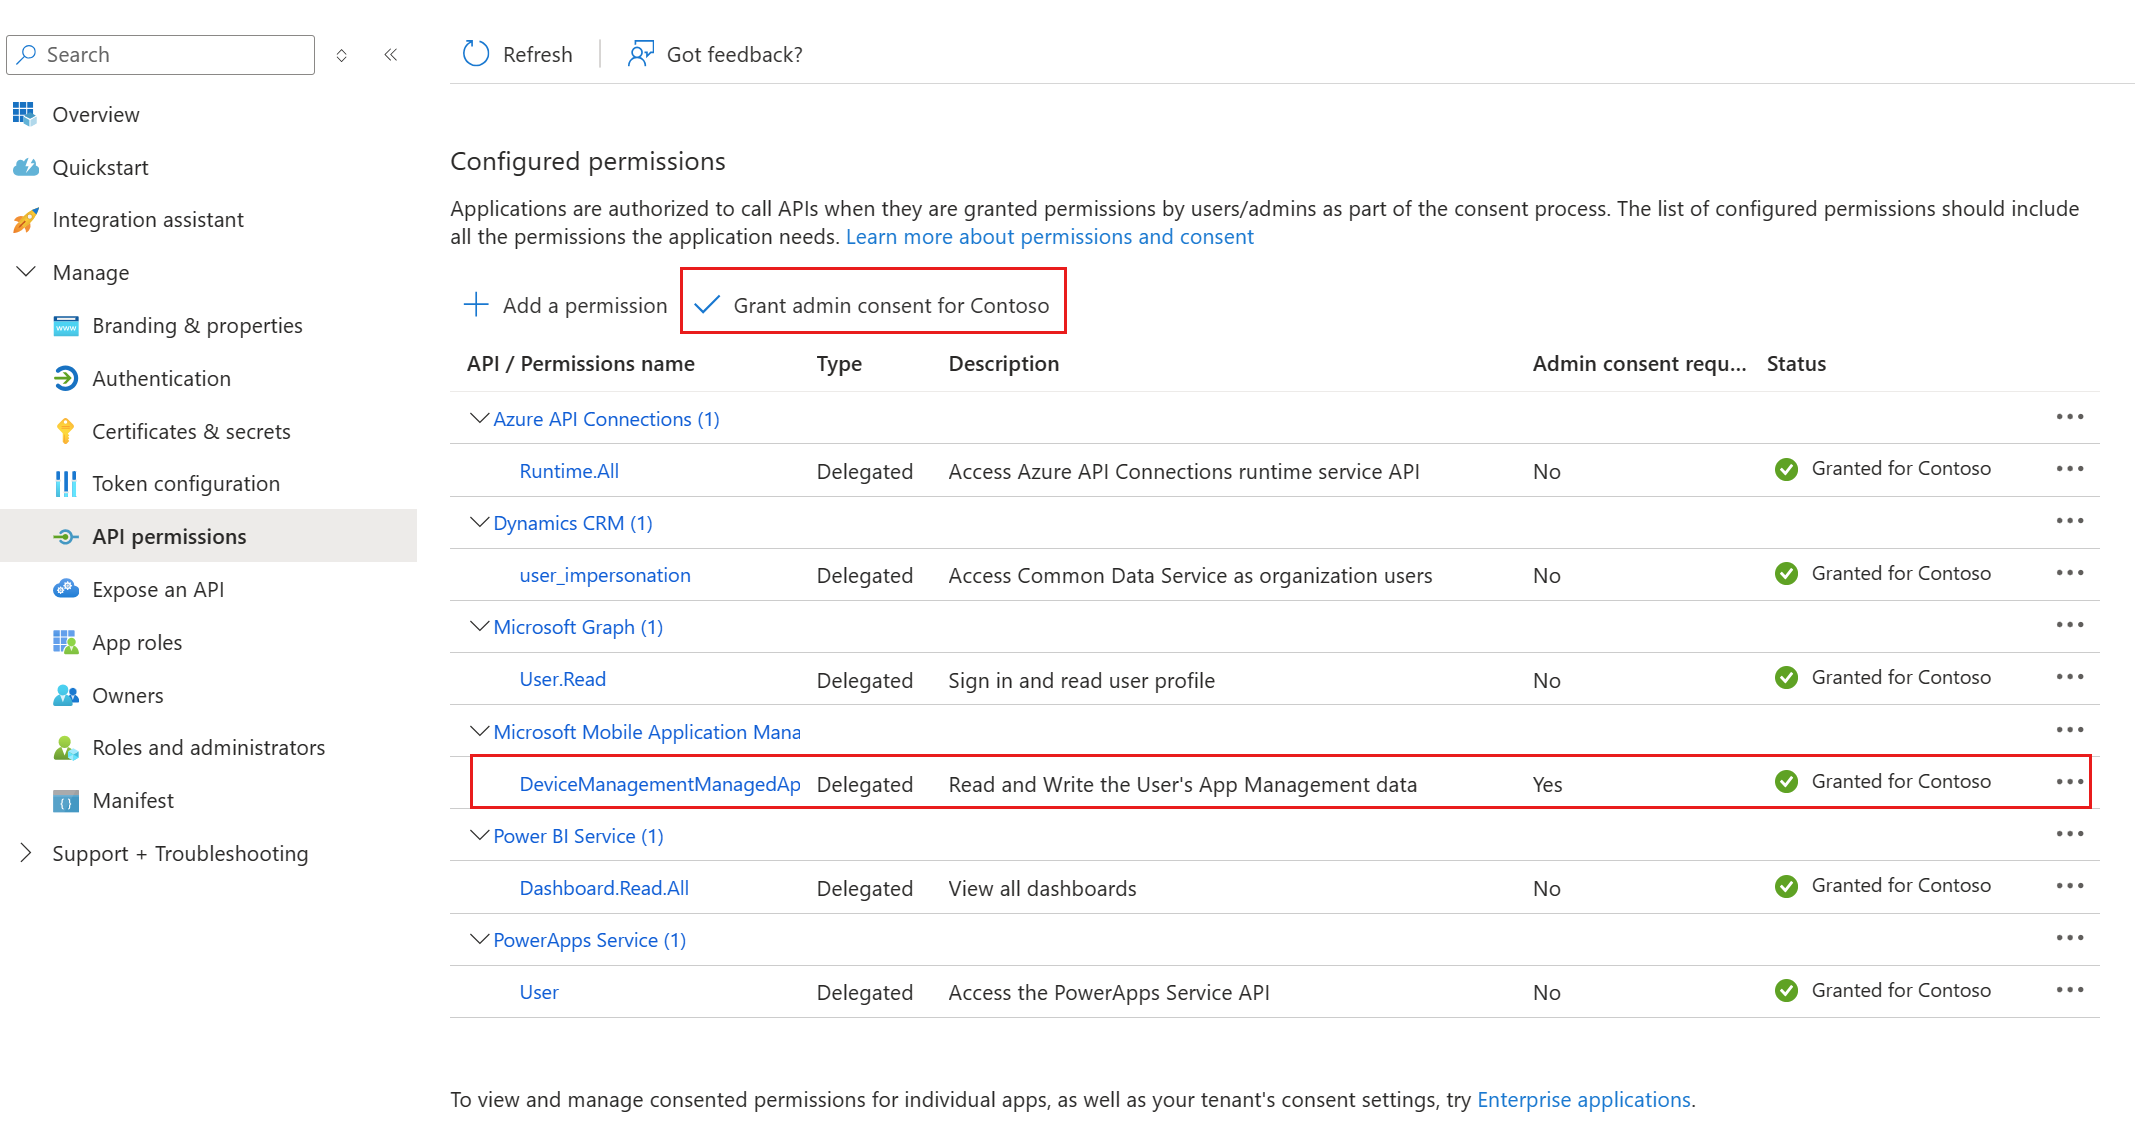 Search
Refresh
Got feedback?
Overview
Quickstart
Integration assistant
Manage
Branding & properties
Authentication
Certificates & secrets
Token configuration
API permissions
Expose an API
App roles
Owners
Roles and administrators
Manifest
Support + Troubleshooting
Configured permissions
Applications are authorized to call APIs when they are granted permissions by users/admins as part of the consent process. The list of configured permissions should include
all the permissions the application needs. Learn more about permissions and consent
Add a permission
Grant admin consent for Contoso
API / Permissions name Type Description Admin consent requ... Status
Azure API Connections (1)
Runtime.All Delegated Access Azure API Connections runtime service API No Granted for Contoso
Dynamics CRM (1)
user_impersonation Delegated Access Common Data Service as organization users No Granted for Contoso
Microsoft Graph (1)
User.Read Delegated Sign in and read user profile No Granted for Contoso
Microsoft Mobile Application Mana
DeviceManagementManagedAp Delegated Read and Write the User's App Management data Yes Granted for Contoso
Power BI Service (1)
Dashboard.Read.All Delegated View all dashboards No Granted for Contoso
PowerApps Service (1)
User Delegated Access the PowerApps Service API No Granted for Contoso
To view and manage consented permissions for individual apps, as well as your tenant's consent settings, try Enterprise applications.